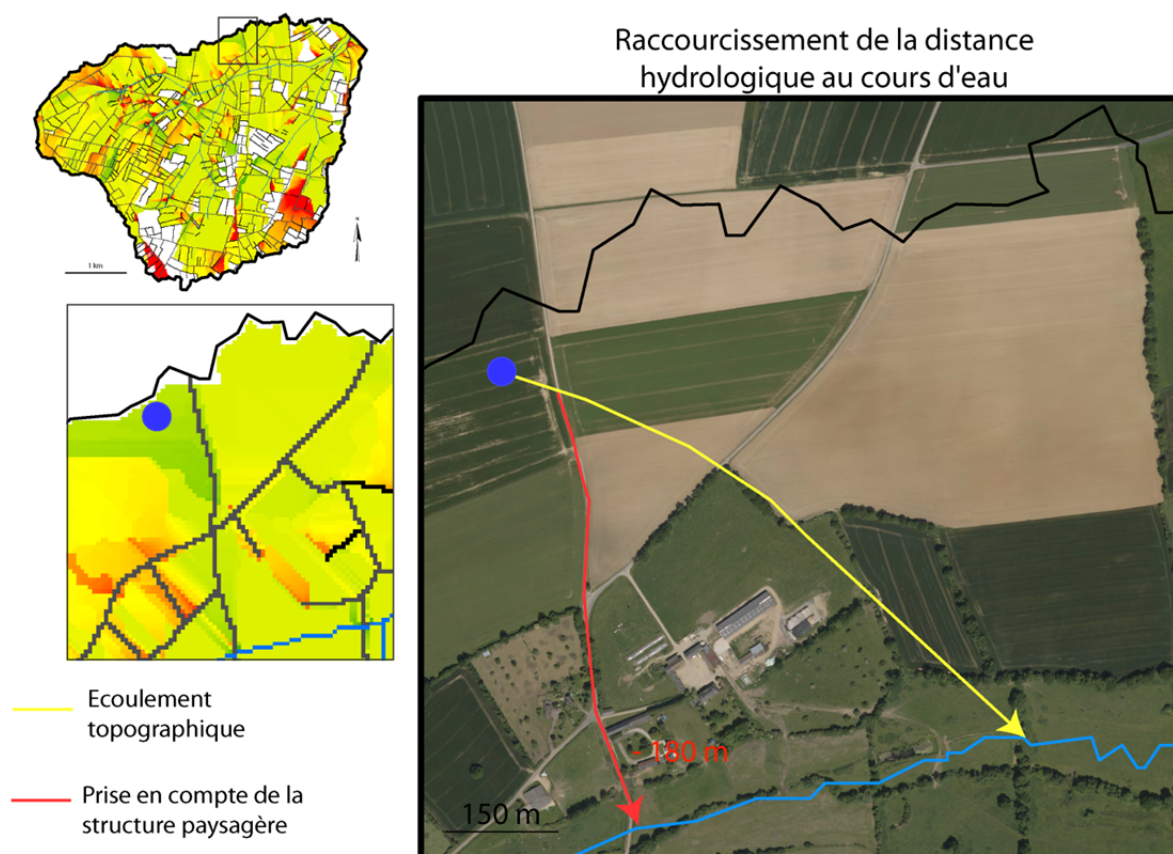 Raccourcissement de la distance
hydrologique au cours d'eau
N
1 km
- 180 m
150 m
Ecoulement
topographique
Prise en compte de la
structure paysagère